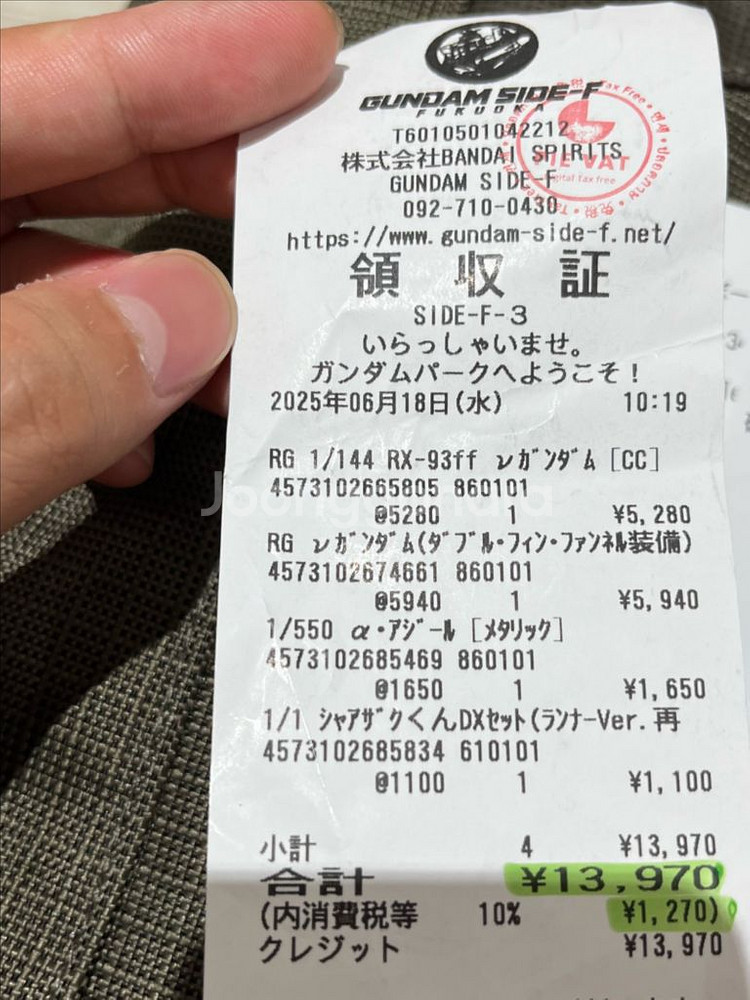 GUNDAM SIDE-F
FUKUOKA
T6010501042212
株式会社BANDAI SPIRITS
GUNDAM SIDE-F
092-710-0430
Tax Free
PIE VAT
digital tax free
https://www.gundam-side-f.net/
領 収 証
SIDE-F-3
いらっしゃいませ。
ガンダムパークへようこそ！
2025年06月18日(水) 10:19
RG 1/144 RX-93ff νｶﾞﾝﾀﾞﾑ [CC]
4573102665805 860101
@5280 1 ¥5,280
RG νｶﾞﾝﾀﾞﾑ(ﾀﾞﾌﾞﾙ･ﾌｨﾝ･ﾌｧﾝﾈﾙ装備)
4573102674661 860101
@5940 1 ¥5,940
1/550 α･ｱｼﾞｰﾙ [ﾒﾀﾘｯｸ]
4573102685469 860101
@1650 1 ¥1,650
1/1 ｼｬｱｻﾞｸくんDXｾｯﾄ(ﾗﾝﾅｰVer.再
4573102685834 610101
@1100 1 ¥1,100
小計 4 ¥13,970
合計 ¥13,970
(内消費税等 10% ¥1,270)
クレジット ¥13,970